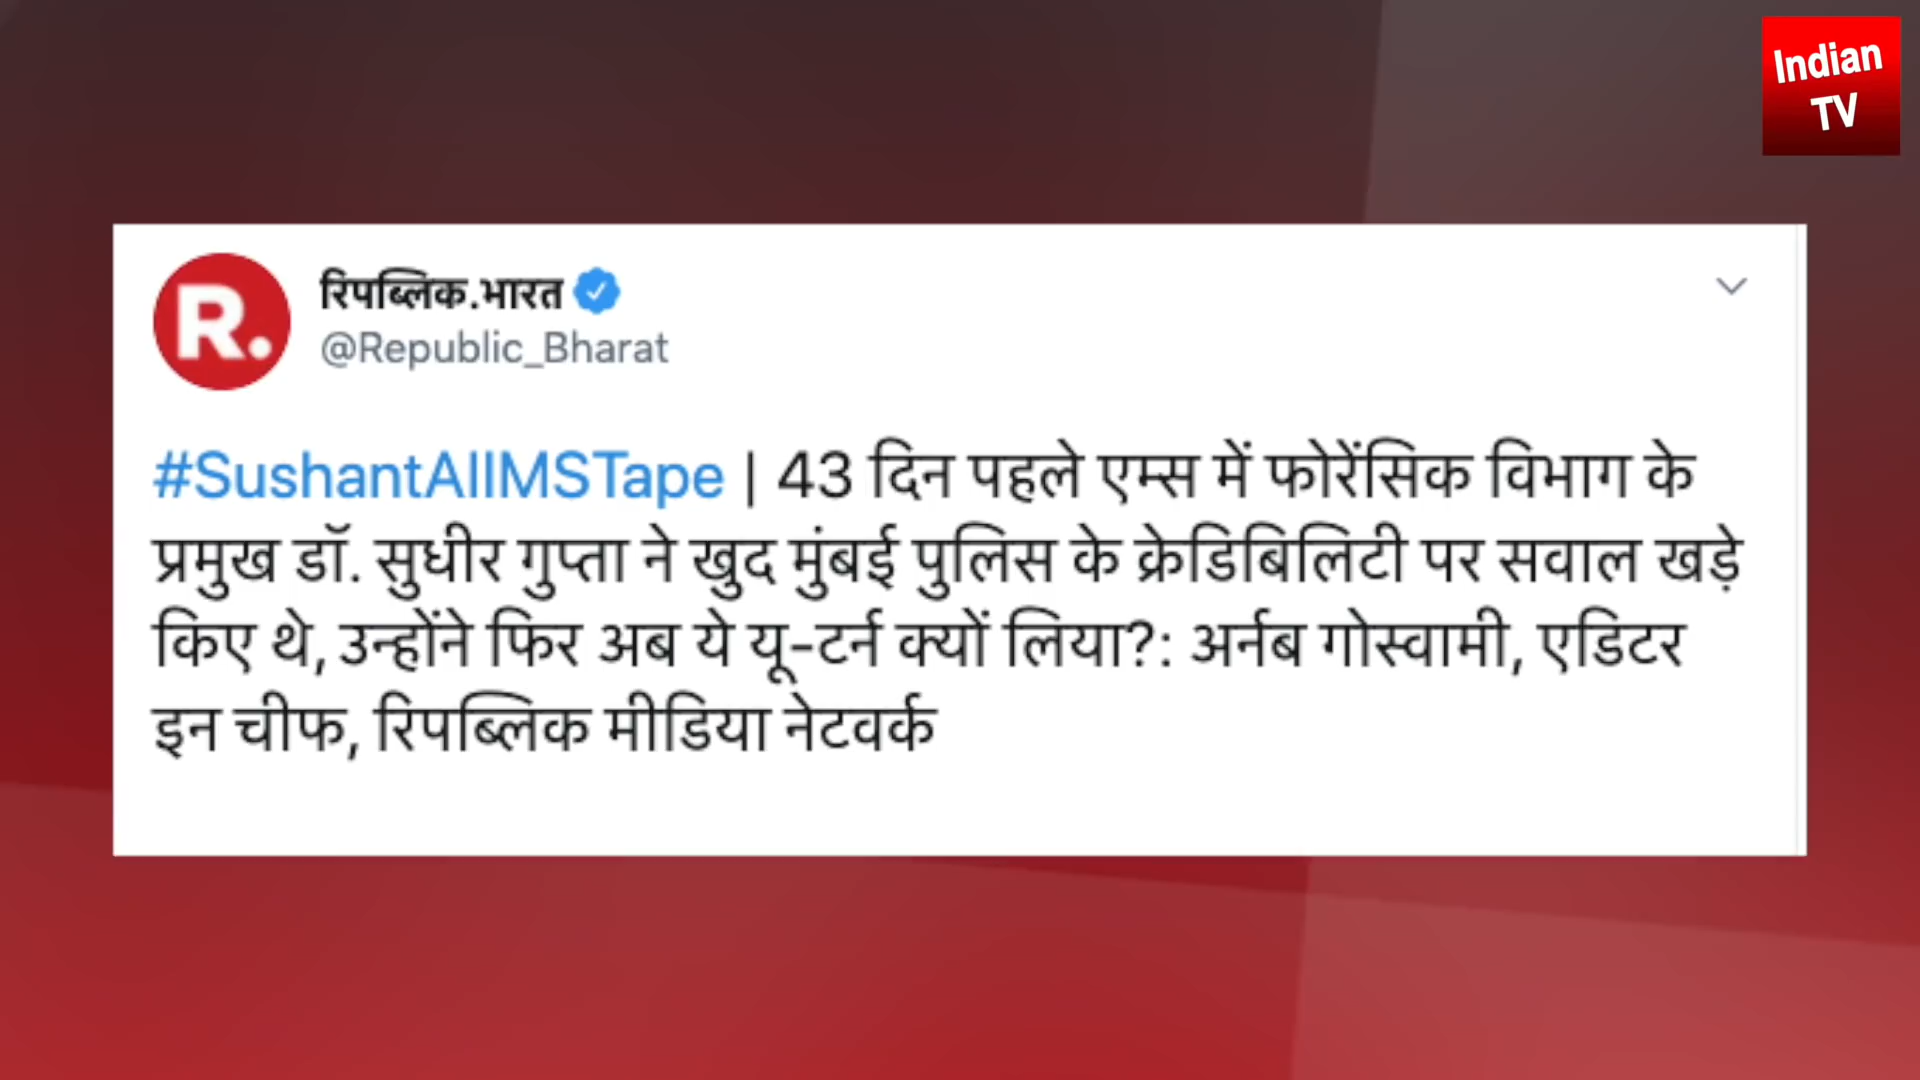 Indian
TV
R.
रिपब्लिक.भारत
@Republic_Bharat
#SushantAIIMSTape | 43 दिन पहले एम्स में फोरेंसिक विभाग के
प्रमुख डॉ. सुधीर गुप्ता ने खुद मुंबई पुलिस के क्रेडिबिलिटी पर सवाल खड़े
किए थे, उन्होंने फिर अब ये यू-टर्न क्यों लिया?: अर्नब गोस्वामी, एडिटर
इन चीफ, रिपब्लिक मीडिया नेटवर्क